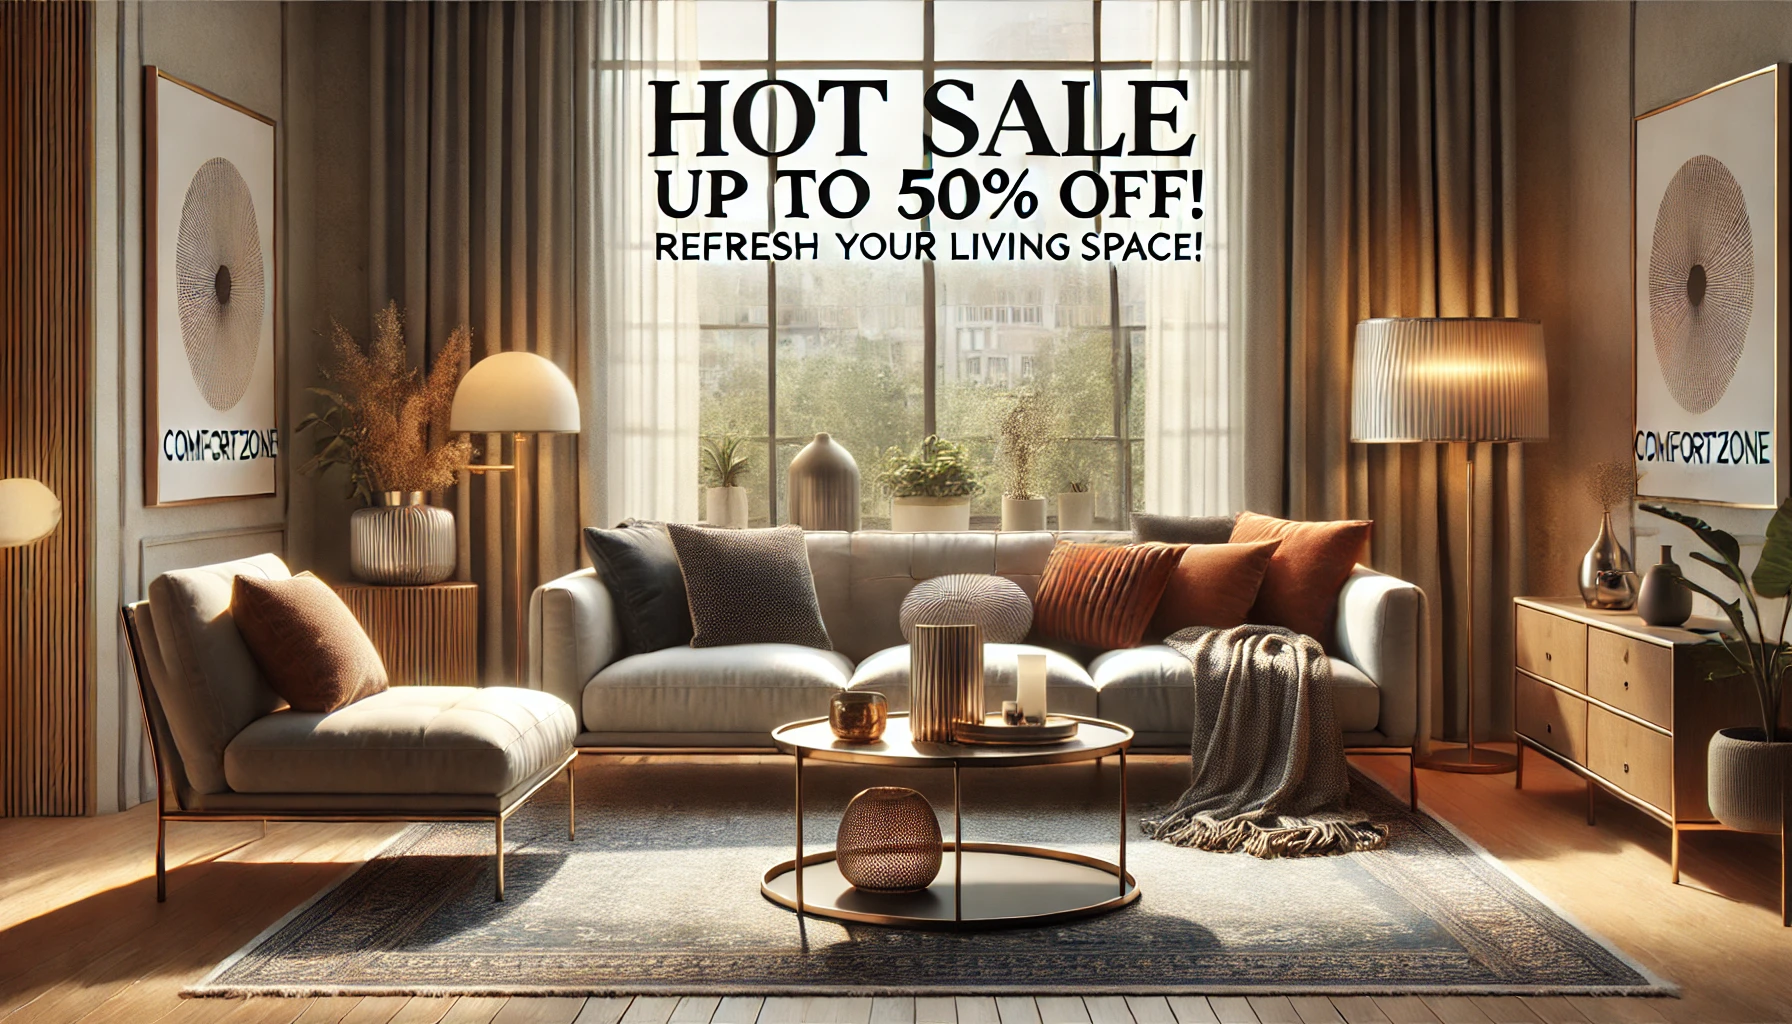 HOT SALE
UP TO 50% OFF!
REFRESH YOUR LIVING SPACE!
COMFORTZONE
COMFORTZONE